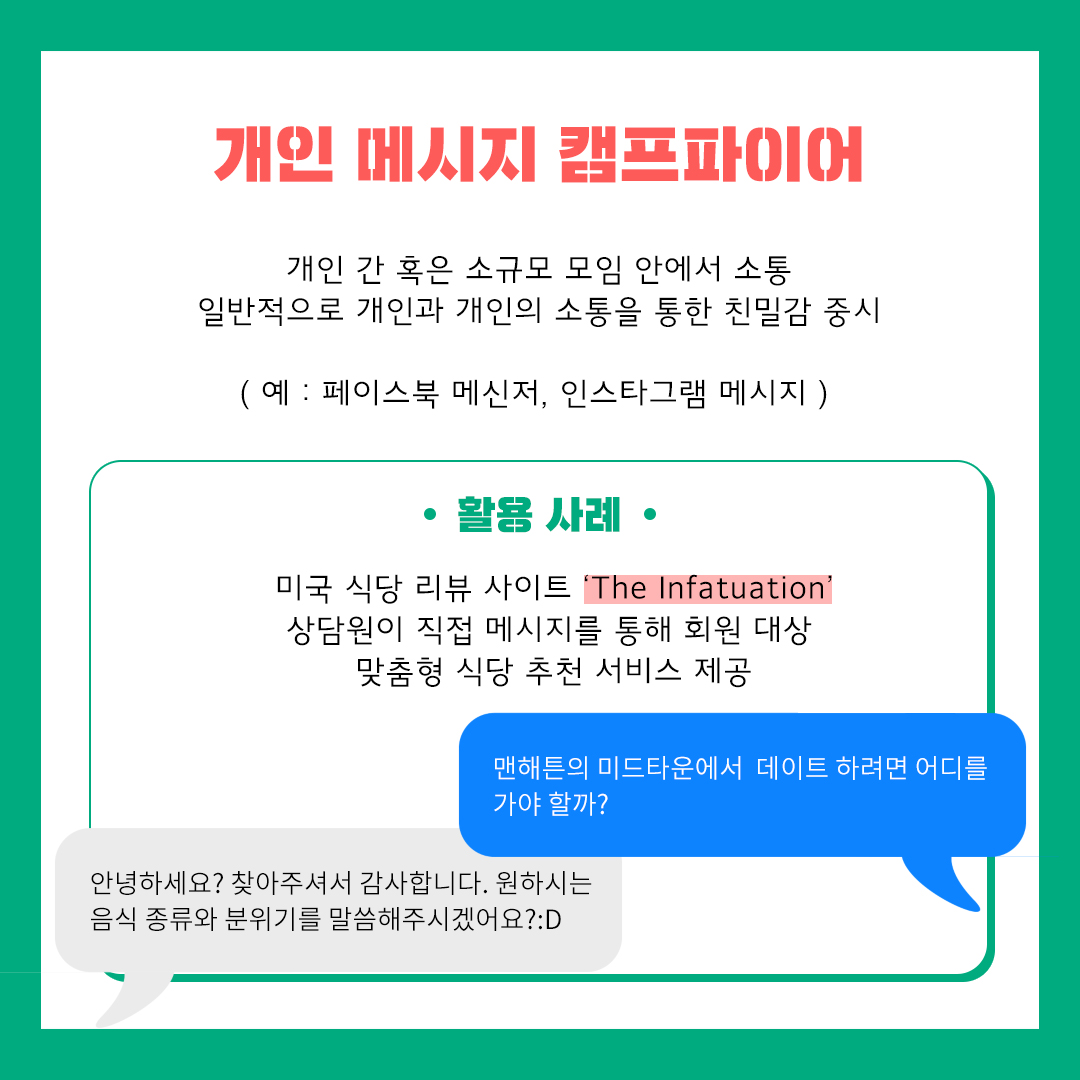 개인 메시지 캠프파이어
개인 간 혹은 소규모 모임 안에서 소통
일반적으로 개인과 개인의 소통을 통한 친밀감 중시
( 예 : 페이스북 메신저, 인스타그램 메시지 )
• 활용 사례 •
미국 식당 리뷰 사이트 ‘The Infatuation’
상담원이 직접 메시지를 통해 회원 대상
맞춤형 식당 추천 서비스 제공
맨해튼의 미드타운에서 데이트 하려면 어디를
가야 할까?
안녕하세요? 찾아주셔서 감사합니다. 원하시는
음식 종류와 분위기를 말씀해주시겠어요?:D